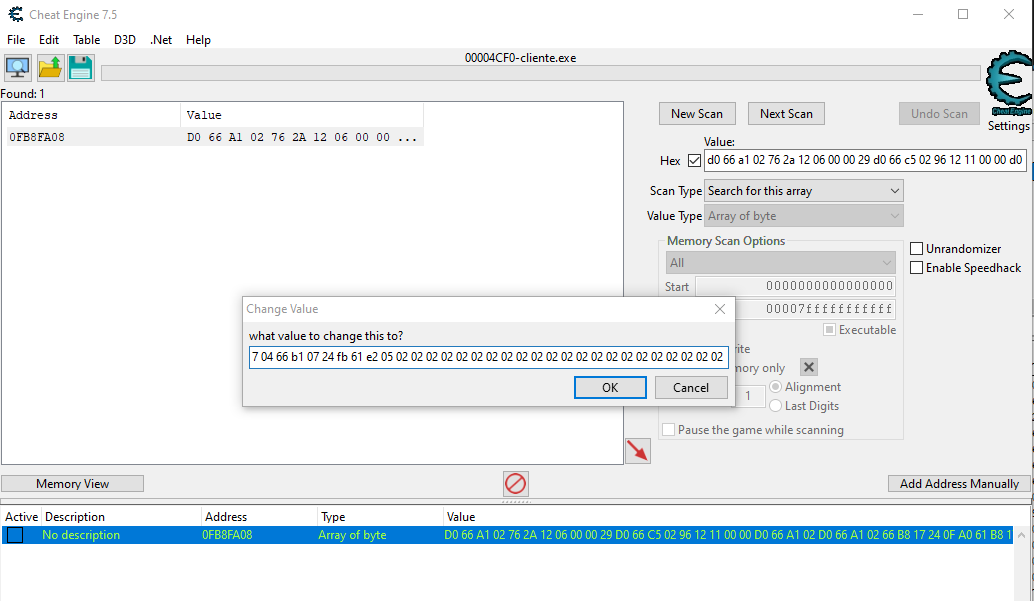 Cheat Engine 7.5
File Edit Table D3D .Net Help
00004CF0-cliente.exe
Found: 1
Address Value
0FB8FA08 D0 66 A1 02 76 2A 12 06 00 00 ...
New Scan Next Scan Undo Scan
Cheat Engine
Settings
Value:
Hex d0 66 a1 02 76 2a 12 06 00 00 29 d0 66 c5 02 96 12 11 00 00 d0
Scan Type Search for this array
Value Type Array of byte
Memory Scan Options
All
Start 0000000000000000
00007fffffffffff
Unrandomizer
Enable Speedhack
Executable
rite
mory only
1
Alignment
Last Digits
Pause the game while scanning
Change Value
what value to change this to?
7 04 66 b1 07 24 fb 61 e2 05 02 02 02 02 02 02 02 02 02 02 02 02 02 02 02 02 02 02 02 02 02 02
OK Cancel
Memory View Add Address Manually
Active Description Address Type Value
No description 0FB8FA08 Array of byte D0 66 A1 02 76 2A 12 06 00 00 29 D0 66 C5 02 96 12 11 00 00 D0 66 A1 02 D0 66 A1 02 66 B8 17 24 0F A0 61 B8 1